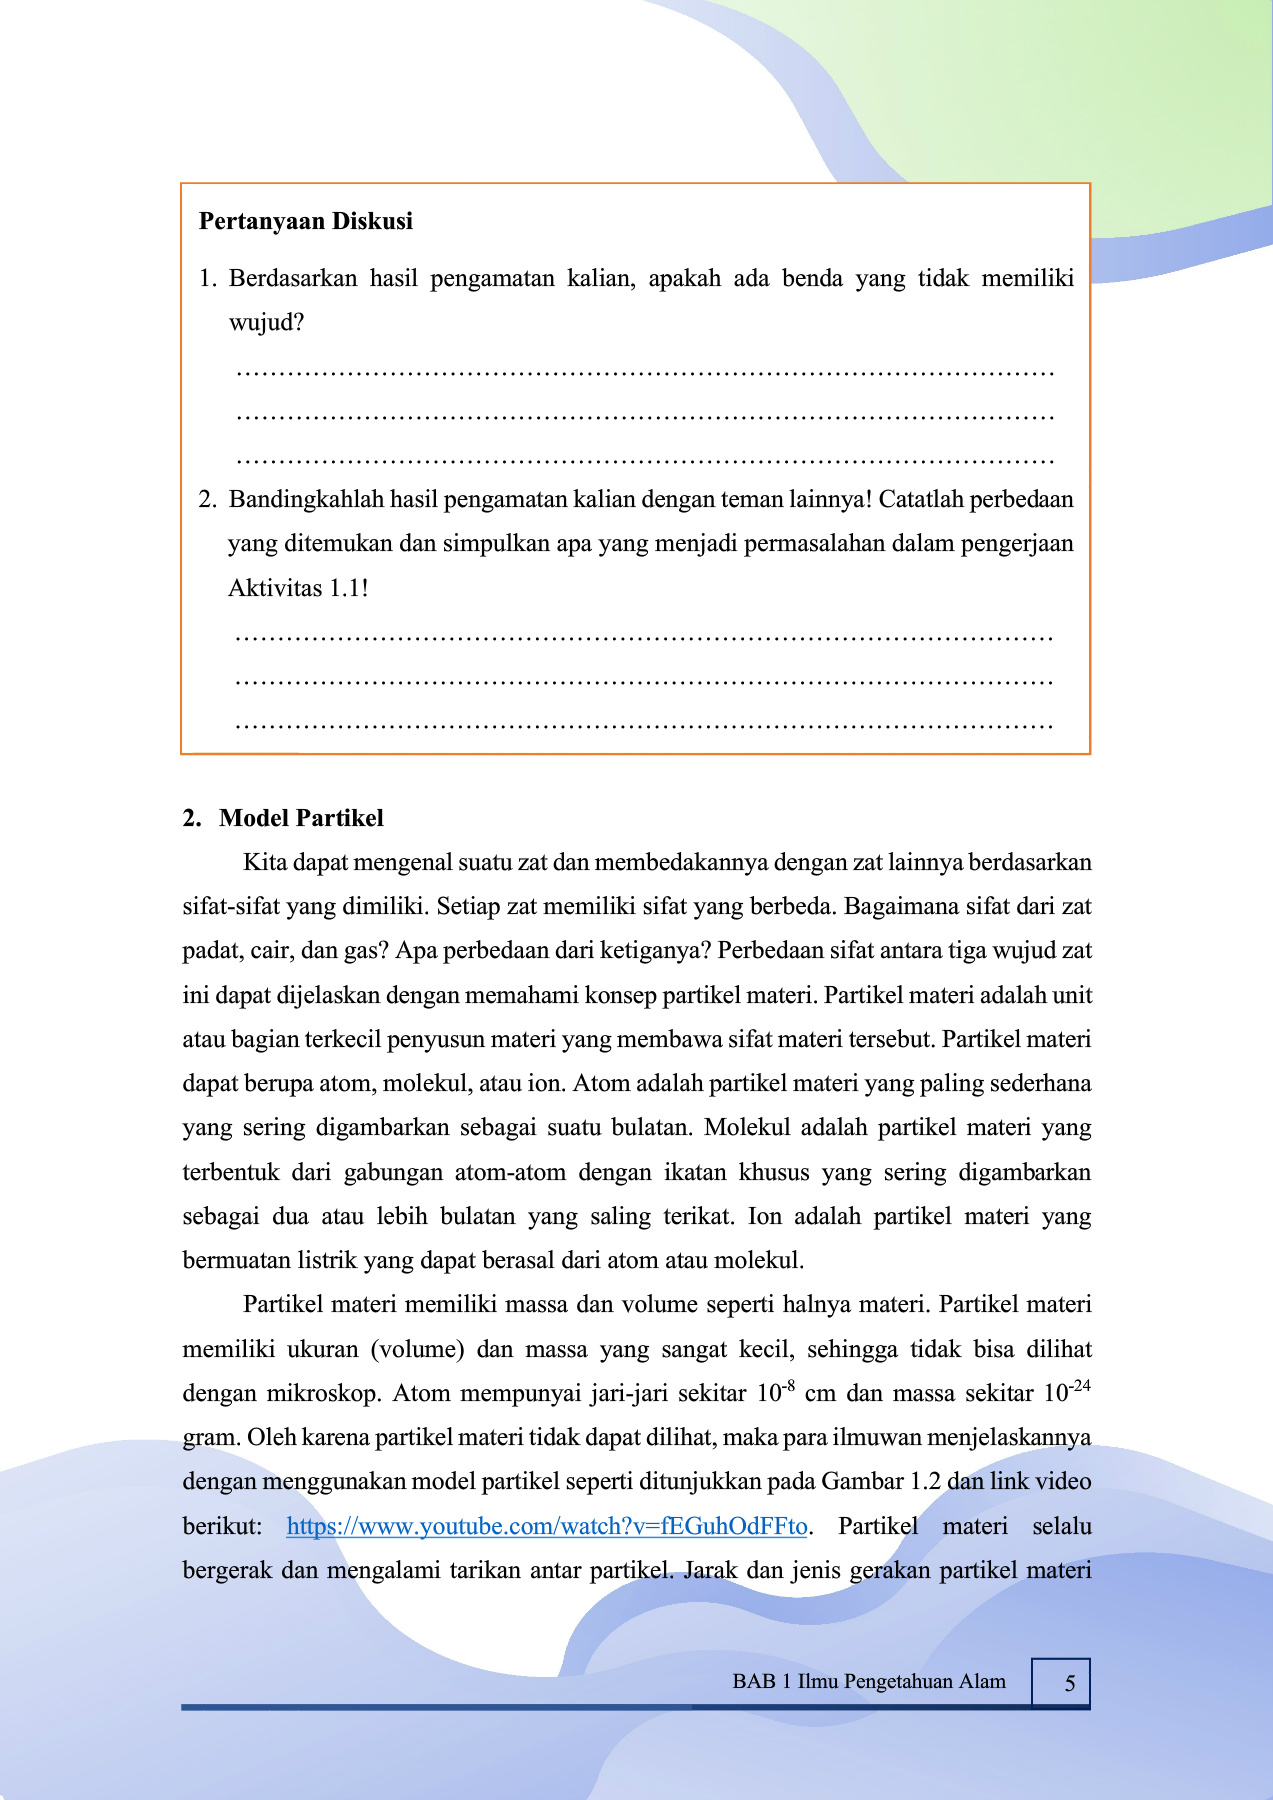 Pertanyaan Diskusi
1. Berdasarkan hasil pengamatan kalian, apakah ada benda yang tidak memiliki
wujud?
……………………………………………………………………………………
……………………………………………………………………………………
……………………………………………………………………………………
2. Bandingkahlah hasil pengamatan kalian dengan teman lainnya! Catatlah perbedaan
yang ditemukan dan simpulkan apa yang menjadi permasalahan dalam pengerjaan
Aktivitas 1.1!
……………………………………………………………………………………
……………………………………………………………………………………
……………………………………………………………………………………
2. Model Partikel
Kita dapat mengenal suatu zat dan membedakannya dengan zat lainnya berdasarkan
sifat-sifat yang dimiliki. Setiap zat memiliki sifat yang berbeda. Bagaimana sifat dari zat
padat, cair, dan gas? Apa perbedaan dari ketiganya? Perbedaan sifat antara tiga wujud zat
ini dapat dijelaskan dengan memahami konsep partikel materi. Partikel materi adalah unit
atau bagian terkecil penyusun materi yang membawa sifat materi tersebut. Partikel materi
dapat berupa atom, molekul, atau ion. Atom adalah partikel materi yang paling sederhana
yang sering digambarkan sebagai suatu bulatan. Molekul adalah partikel materi yang
terbentuk dari gabungan atom-atom dengan ikatan khusus yang sering digambarkan
sebagai dua atau lebih bulatan yang saling terikat. Ion adalah partikel materi yang
bermuatan listrik yang dapat berasal dari atom atau molekul.
Partikel materi memiliki massa dan volume seperti halnya materi. Partikel materi
memiliki ukuran (volume) dan massa yang sangat kecil, sehingga tidak bisa dilihat
dengan mikroskop. Atom mempunyai jari-jari sekitar 10⁻⁸ cm dan massa sekitar 10⁻²⁴
gram. Oleh karena partikel materi tidak dapat dilihat, maka para ilmuwan menjelaskannya
dengan menggunakan model partikel seperti ditunjukkan pada Gambar 1.2 dan link video
berikut: https://www.youtube.com/watch?v=fEGuhOdFFto. Partikel materi selalu
bergerak dan mengalami tarikan antar partikel. Jarak dan jenis gerakan partikel materi
BAB 1 Ilmu Pengetahuan Alam 5